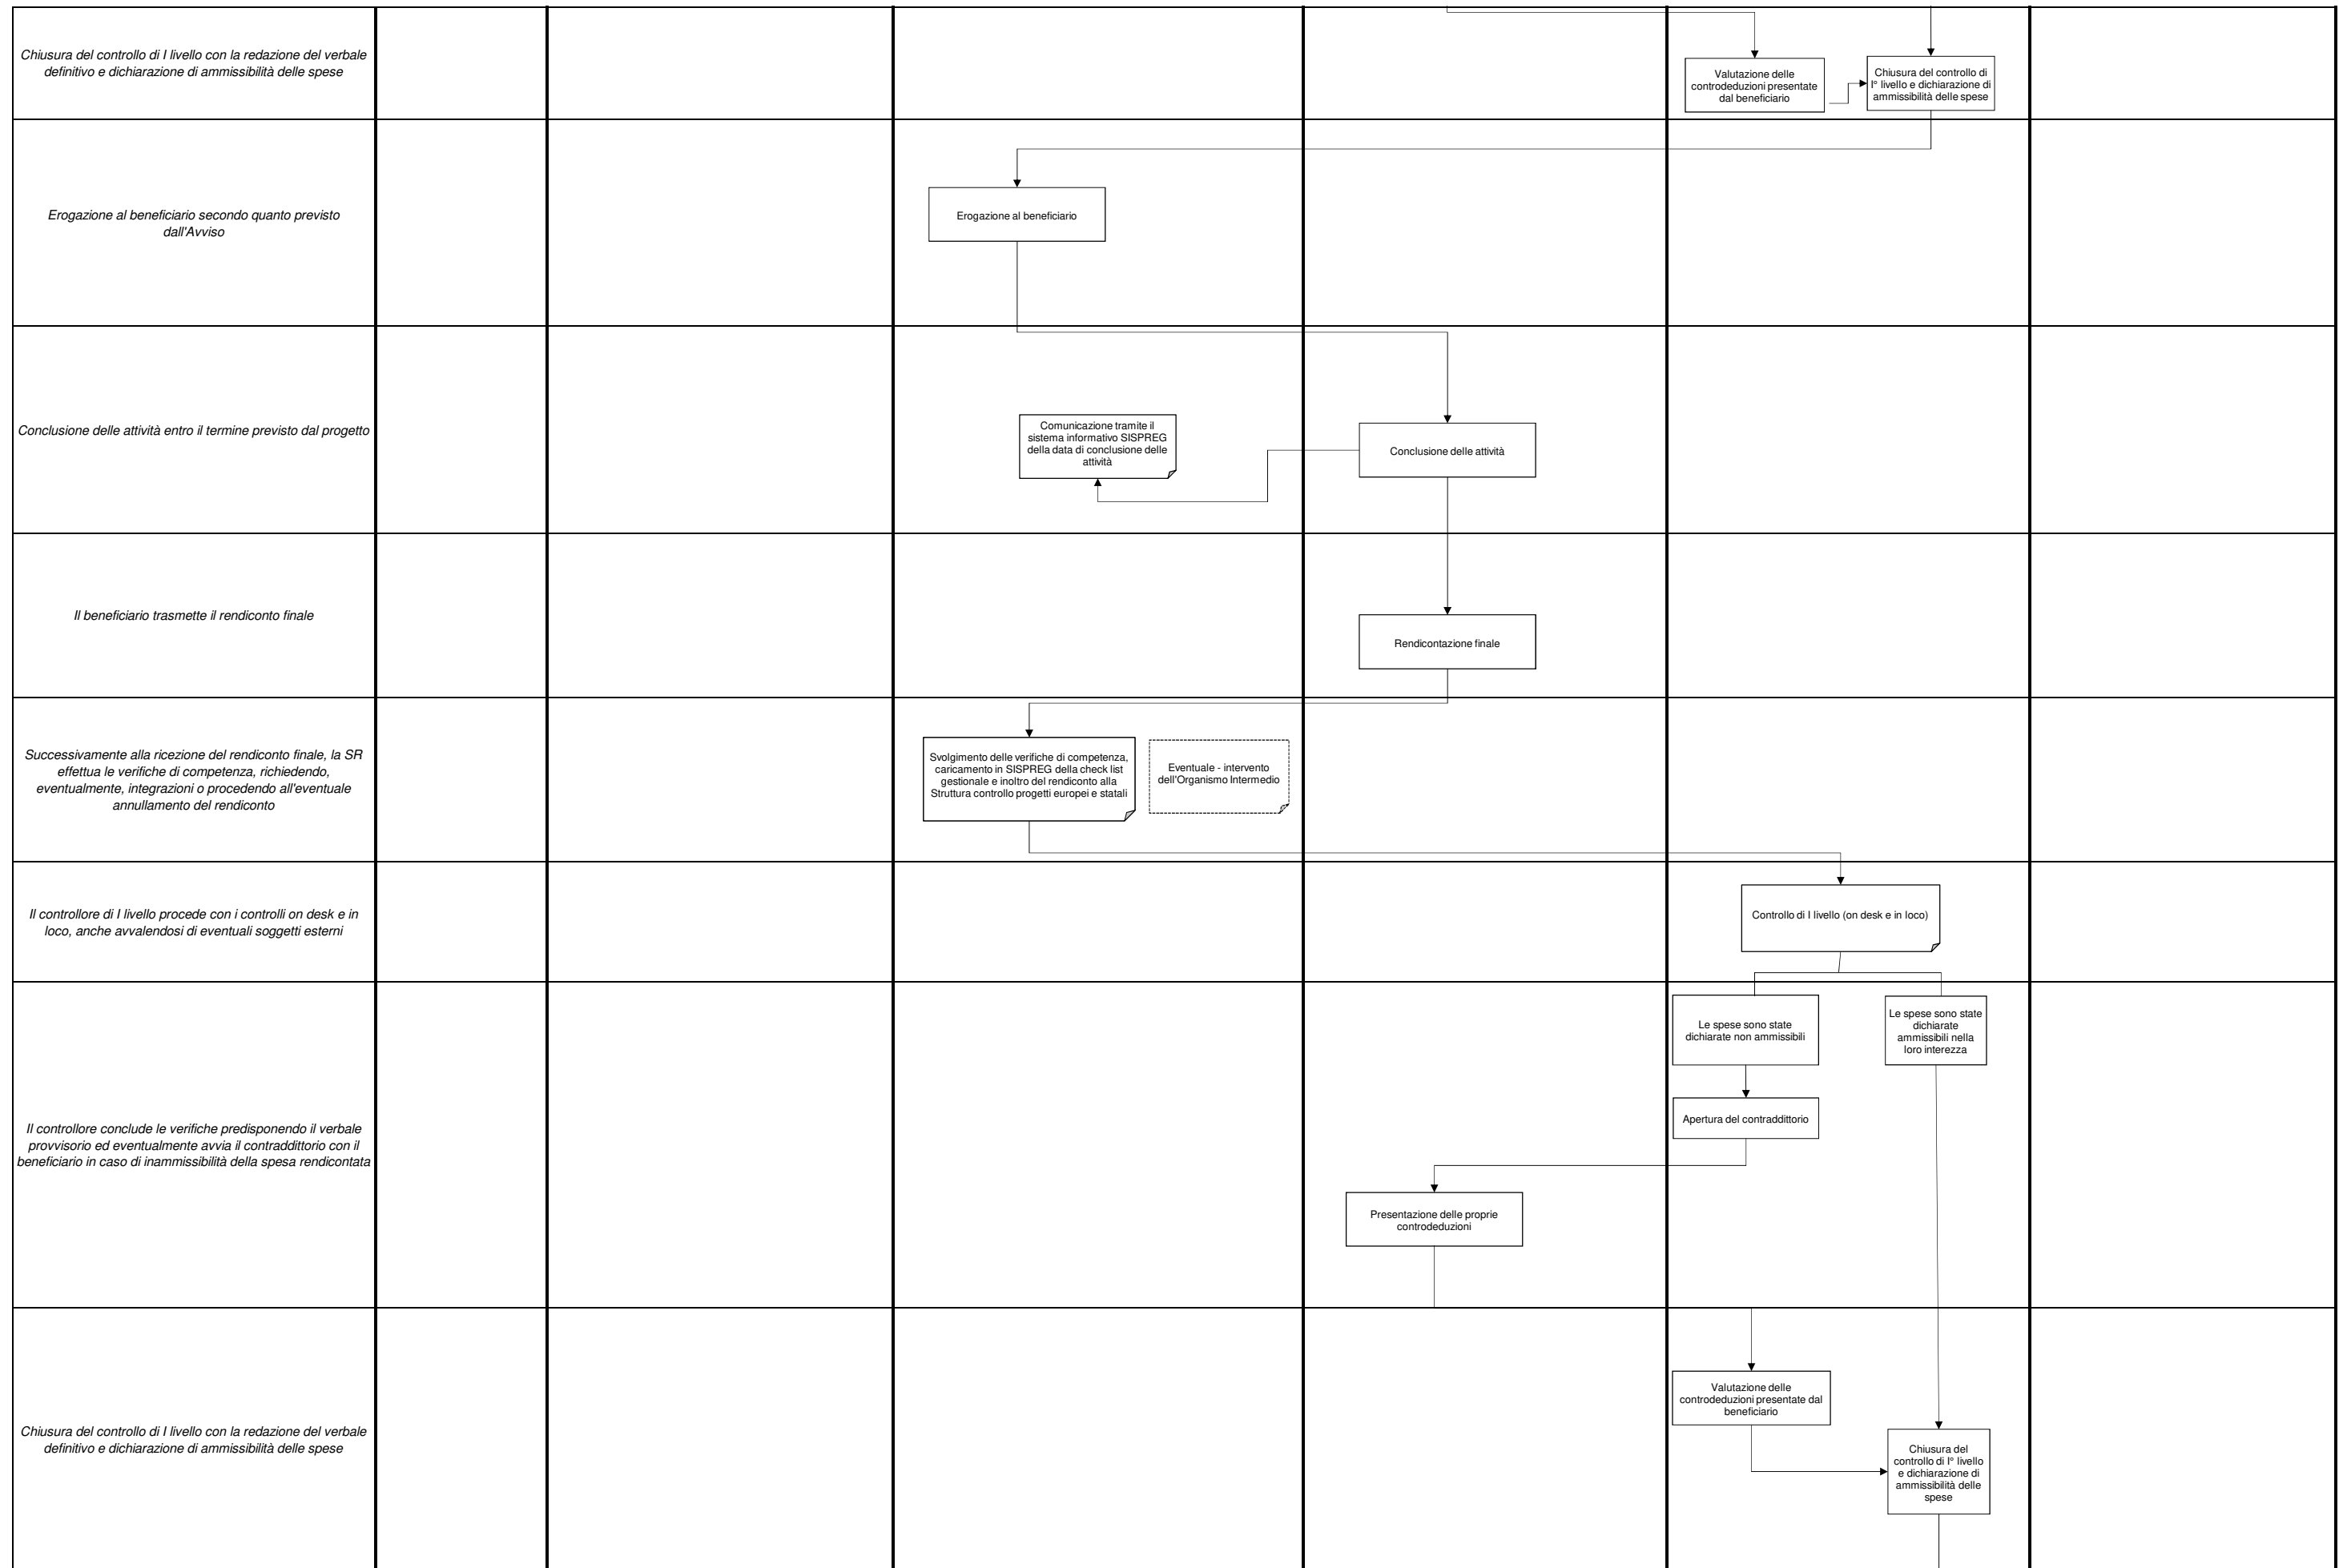 Chiusura del controllo di I livello con la redazione del verbale
definitivo e dichiarazione di ammissibilità delle spese
Valutazione delle
controdeduzioni presentate
dal beneficiario
Chiusura del controllo di
I° livello e dichiarazione di
ammissibilità delle spese
Erogazione al beneficiario secondo quanto previsto
dall'Avviso
Erogazione al beneficiario
Conclusione delle attività entro il termine previsto dal progetto
Comunicazione tramite il
sistema informativo SISPREG
della data di conclusione delle
attività
Conclusione delle attività
Il beneficiario trasmette il rendiconto finale
Rendicontazione finale
Successivamente alla ricezione del rendiconto finale, la SR
effettua le verifiche di competenza, richiedendo,
eventualmente, integrazioni o procedendo all'eventuale
annullamento del rendiconto
Svolgimento delle verifiche di competenza,
caricamento in SISPREG della check list
gestionale e inoltro del rendiconto alla
Struttura controllo progetti europei e statali
Eventuale - intervento
dell'Organismo Intermedio
Il controllore di I livello procede con i controlli on desk e in
loco, anche avvalendosi di eventuali soggetti esterni
Controllo di I livello (on desk e in loco)
Il controllore conclude le verifiche predisponendo il verbale
provvisorio ed eventualmente avvia il contraddittorio con il
beneficiario in caso di inammissibilità della spesa rendicontata
Le spese sono state
dichiarate non ammissibili
Le spese sono state
dichiarate
ammissibili nella
loro interezza
Apertura del contraddittorio
Presentazione delle proprie
controdeduzioni
Chiusura del controllo di I livello con la redazione del verbale
definitivo e dichiarazione di ammissibilità delle spese
Valutazione delle
controdeduzioni presentate dal
beneficiario
Chiusura del
controllo di I° livello
e dichiarazione di
ammissibilità delle
spese